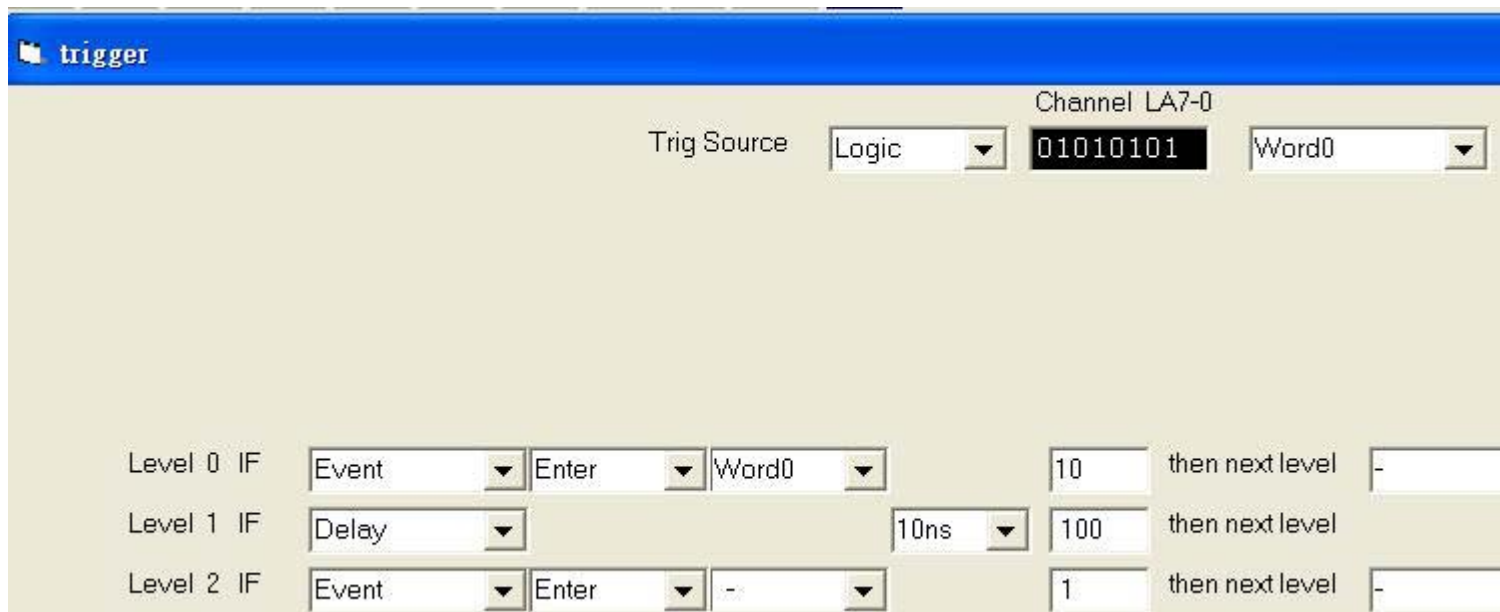 trigger
Channel LA7-0
Trig Source Logic 01010101 Word0
Level 0 IF Event Enter Word0 10 then next level -
Level 1 IF Delay 10ns 100 then next level
Level 2 IF Event Enter - 1 then next level -